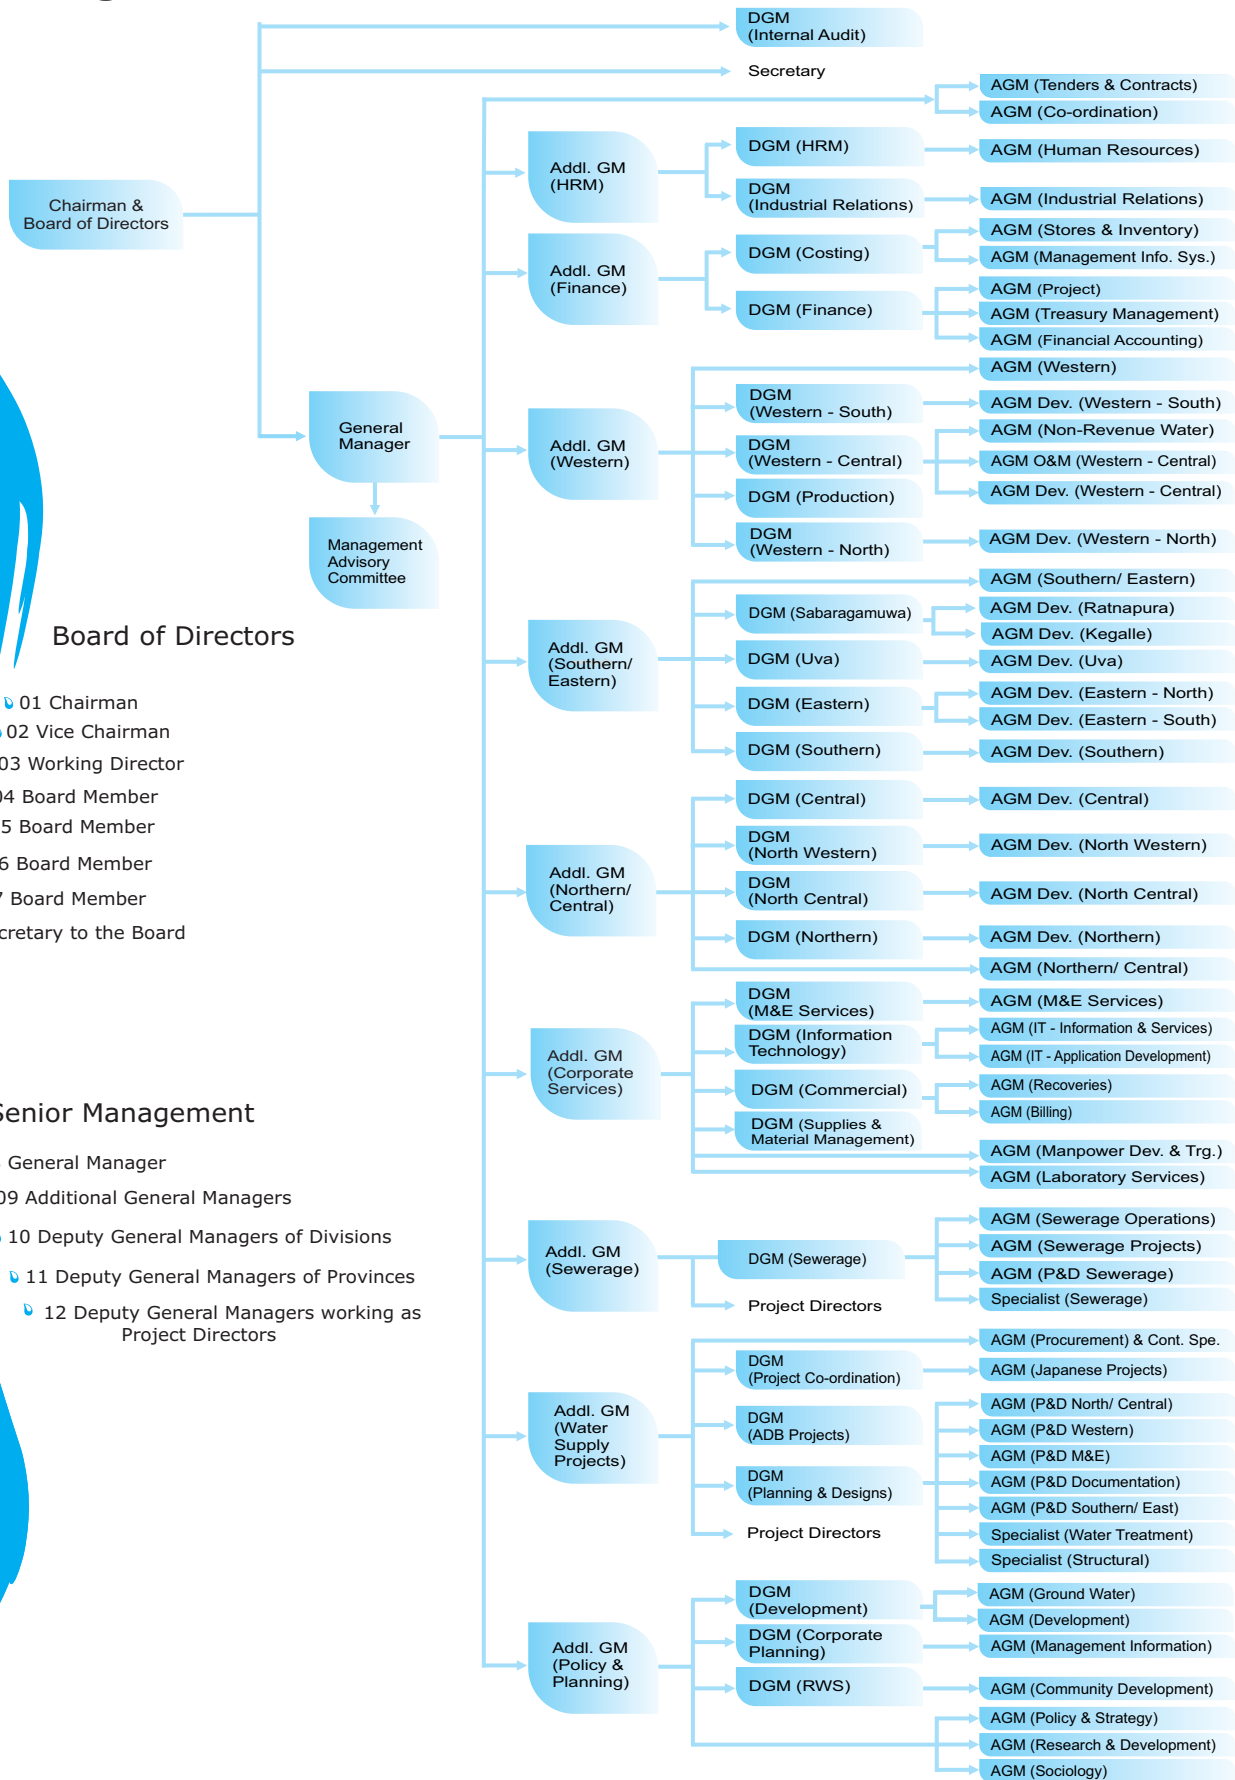 DGM
(Internal Audit)
Secretary
AGM (Tenders & Contracts)
AGM (Co-ordination)
Chairman &
Board of Directors
General
Manager
Management
Advisory
Committee
Addl. GM
(HRM)
DGM (HRM)
AGM (Human Resources)
DGM
(Industrial Relations)
AGM (Industrial Relations)
Addl. GM
(Finance)
DGM (Costing)
AGM (Stores & Inventory)
AGM (Management Info. Sys.)
DGM (Finance)
AGM (Project)
AGM (Treasury Management)
AGM (Financial Accounting)
Addl. GM
(Western)
AGM (Western)
DGM
(Western - South)
AGM Dev. (Western - South)
DGM
(Western - Central)
AGM (Non-Revenue Water)
AGM O&M (Western - Central)
AGM Dev. (Western - Central)
DGM (Production)
DGM
(Western - North)
AGM Dev. (Western - North)
Addl. GM
(Southern/
Eastern)
AGM (Southern/ Eastern)
DGM (Sabaragamuwa)
AGM Dev. (Ratnapura)
AGM Dev. (Kegalle)
DGM (Uva)
AGM Dev. (Uva)
DGM (Eastern)
AGM Dev. (Eastern - North)
AGM Dev. (Eastern - South)
DGM (Southern)
AGM Dev. (Southern)
Addl. GM
(Northern/
Central)
DGM (Central)
AGM Dev. (Central)
DGM
(North Western)
AGM Dev. (North Western)
DGM
(North Central)
AGM Dev. (North Central)
DGM (Northern)
AGM Dev. (Northern)
AGM (Northern/ Central)
Addl. GM
(Corporate
Services)
DGM
(M&E Services)
AGM (M&E Services)
DGM (Information
Technology)
AGM (IT - Information & Services)
AGM (IT - Application Development)
DGM (Commercial)
AGM (Recoveries)
AGM (Billing)
DGM (Supplies &
Material Management)
AGM (Manpower Dev. & Trg.)
AGM (Laboratory Services)
Addl. GM
(Sewerage)
DGM (Sewerage)
AGM (Sewerage Operations)
AGM (Sewerage Projects)
AGM (P&D Sewerage)
Specialist (Sewerage)
Project Directors
Addl. GM
(Water
Supply
Projects)
AGM (Procurement) & Cont. Spe.
DGM
(Project Co-ordination)
AGM (Japanese Projects)
DGM
(ADB Projects)
DGM
(Planning & Designs)
AGM (P&D North/ Central)
AGM (P&D Western)
AGM (P&D M&E)
AGM (P&D Documentation)
AGM (P&D Southern/ East)
Specialist (Water Treatment)
Specialist (Structural)
Project Directors
Addl. GM
(Policy &
Planning)
DGM
(Development)
AGM (Ground Water)
AGM (Development)
DGM (Corporate
Planning)
AGM (Management Information)
DGM (RWS)
AGM (Community Development)
AGM (Policy & Strategy)
AGM (Research & Development)
AGM (Sociology)
Board of Directors
01 Chairman
02 Vice Chairman
03 Working Director
04 Board Member
5 Board Member
6 Board Member
Board Member
cretary to the Board
Senior Management
General Manager
09 Additional General Managers
10 Deputy General Managers of Divisions
11 Deputy General Managers of Provinces
12 Deputy General Managers working as
Project Directors